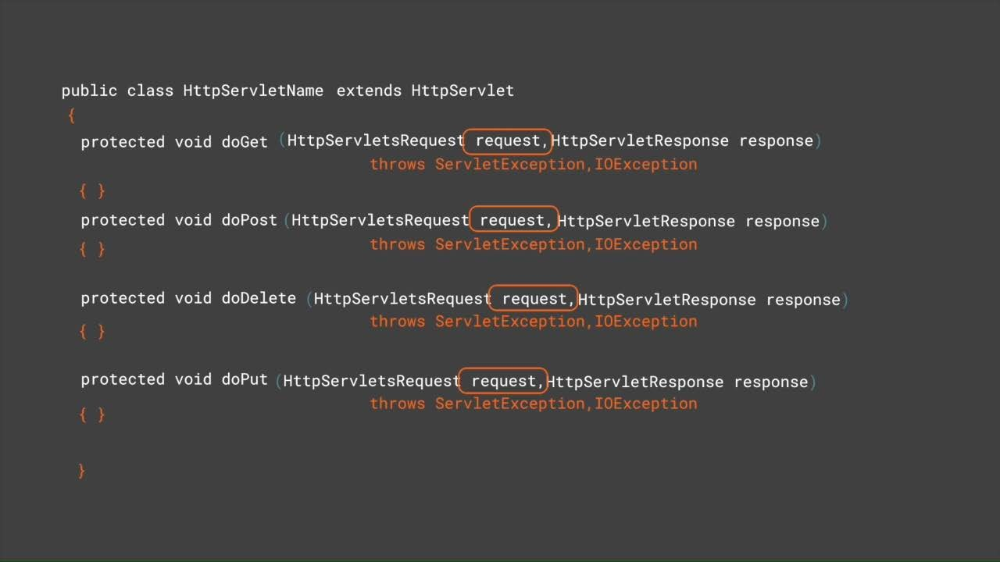 public class HttpServletName extends HttpServlet
{
protected void doGet (HttpServletsRequest request,HttpServletResponse response)
throws ServletException,IOException
{ }
protected void doPost (HttpServletsRequest request,HttpServletResponse response)
throws ServletException,IOException
{ }
protected void doDelete (HttpServletsRequest request,HttpServletResponse response)
throws ServletException,IOException
{ }
protected void doPut (HttpServletsRequest request,HttpServletResponse response)
throws ServletException,IOException
{ }
}